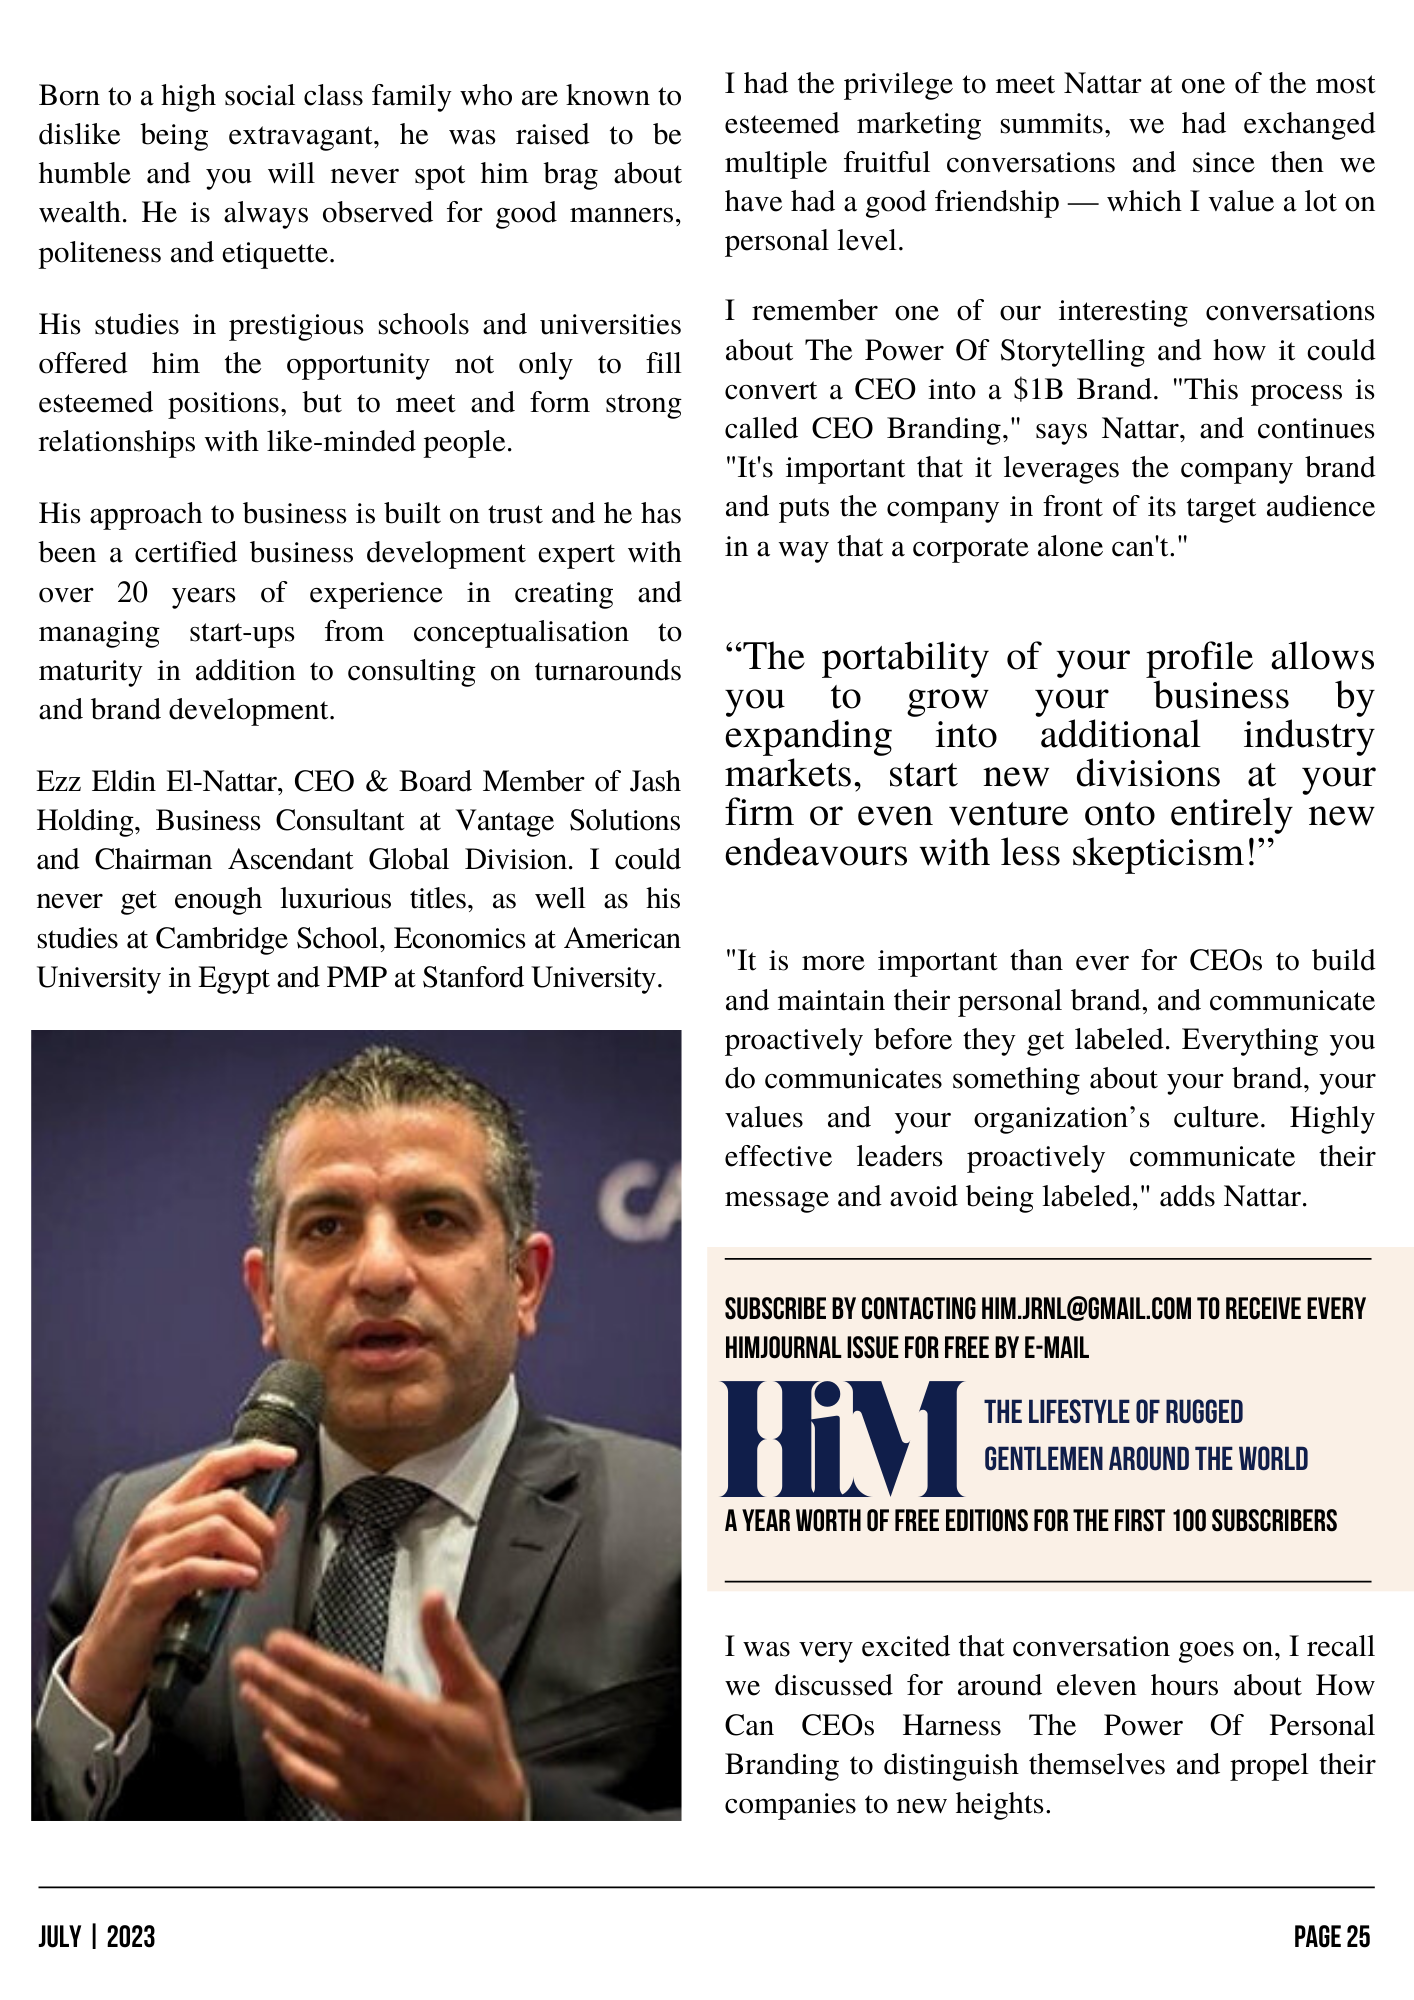 Born to a high social class family who are known to
dislike being extravagant, he was raised to be
humble and you will never spot him brag about
wealth. He is always observed for good manners,
politeness and etiquette.
His studies in prestigious schools and universities
offered him the opportunity not only to fill
esteemed positions, but to meet and form strong
relationships with like-minded people.
His approach to business is built on trust and he has
been a certified business development expert with
over 20 years of experience in creating and
managing start-ups from conceptualisation to
maturity in addition to consulting on turnarounds
and brand development.
Ezz Eldin El-Nattar, CEO & Board Member of Jash
Holding, Business Consultant at Vantage Solutions
and Chairman Ascendant Global Division. I could
never get enough luxurious titles, as well as his
studies at Cambridge School, Economics at American
University in Egypt and PMP at Stanford University.
CA
I had the privilege to meet Nattar at one of the most
esteemed marketing summits, we had exchanged
multiple fruitful conversations and since then we
have had a good friendship — which I value a lot on
personal level.
I remember one of our interesting conversations
about The Power Of Storytelling and how it could
convert a CEO into a $1B Brand. "This process is
called CEO Branding," says Nattar, and continues
"It's important that it leverages the company brand
and puts the company in front of its target audience
in a way that a corporate alone can't."
“The portability of your profile allows
you to grow your business by
expanding into additional industry
markets, start new divisions at your
firm or even venture onto entirely new
endeavours with less skepticism!”
"It is more important than ever for CEOs to build
and maintain their personal brand, and communicate
proactively before they get labeled. Everything you
do communicates something about your brand, your
values and your organization’s culture. Highly
effective leaders proactively communicate their
message and avoid being labeled," adds Nattar.
SUBSCRIBE BY CONTACTING HIM.JRNL@GMAIL.COM TO RECEIVE EVERY
HIMJOURNAL ISSUE FOR FREE BY E-MAIL
HiM
THE LIFESTYLE OF RUGGED
GENTLEMEN AROUND THE WORLD
A YEAR WORTH OF FREE EDITIONS FOR THE FIRST 100 SUBSCRIBERS
I was very excited that conversation goes on, I recall
we discussed for around eleven hours about How
Can CEOs Harness The Power Of Personal
Branding to distinguish themselves and propel their
companies to new heights.
JULY | 2023
PAGE 25